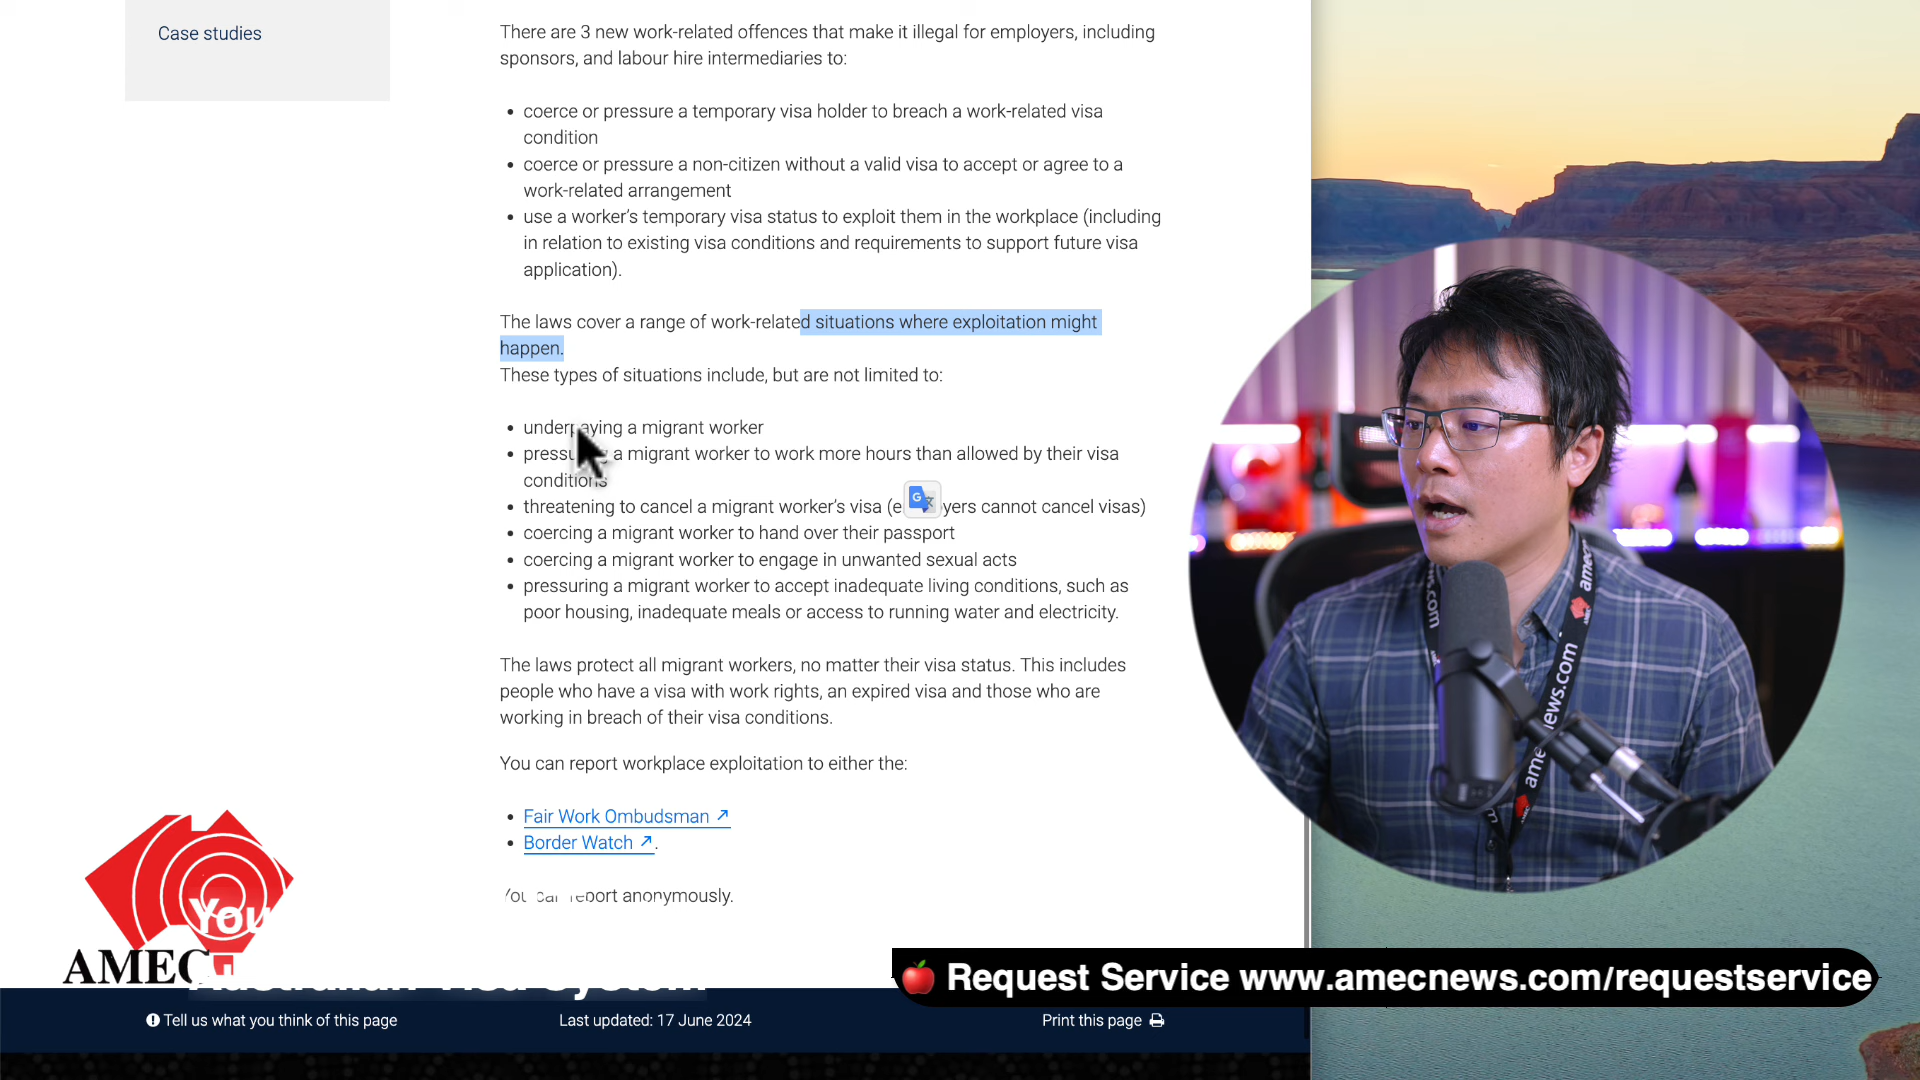 Case studies
There are 3 new work-related offences that make it illegal for employers, including
sponsors, and labour hire intermediaries to:
• coerce or pressure a temporary visa holder to breach a work-related visa
condition
• coerce or pressure a non-citizen without a valid visa to accept or agree to a
work-related arrangement
• use a worker's temporary visa status to exploit them in the workplace (including
in relation to existing visa conditions and requirements to support future visa
application).
The laws cover a range of work-related situations where exploitation might
happen.
These types of situations include, but are not limited to:
• underpaying a migrant worker
• a migrant worker to work more hours than allowed by their visa
conditions
• threatening to cancel a migrant worker's visa ( cannot cancel visas)
• coercing a migrant worker to hand over their passport
• coercing a migrant worker to engage in unwanted sexual acts
• pressuring a migrant worker to accept inadequate living conditions, such as
poor housing, inadequate meals or access to running water and electricity.
The laws protect all migrant workers, no matter their visa status. This includes
people who have a visa with work rights, an expired visa and those who are
working in breach of their visa conditions.
You can report workplace exploitation to either the:
• Fair Work Ombudsman ↗
• Border Watch ↗.
You can report anonymously.
You
AMEC
Australian Visa System
🍎 Request Service www.amecnews.com/requestservice
Tell us what you think of this page
Last updated: 17 June 2024
Print this page
amec
AMEC
amecnews.com
s.com
G